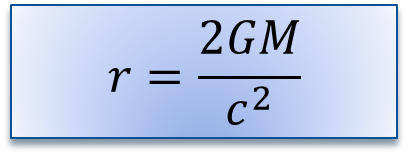 r = 2GM / c²